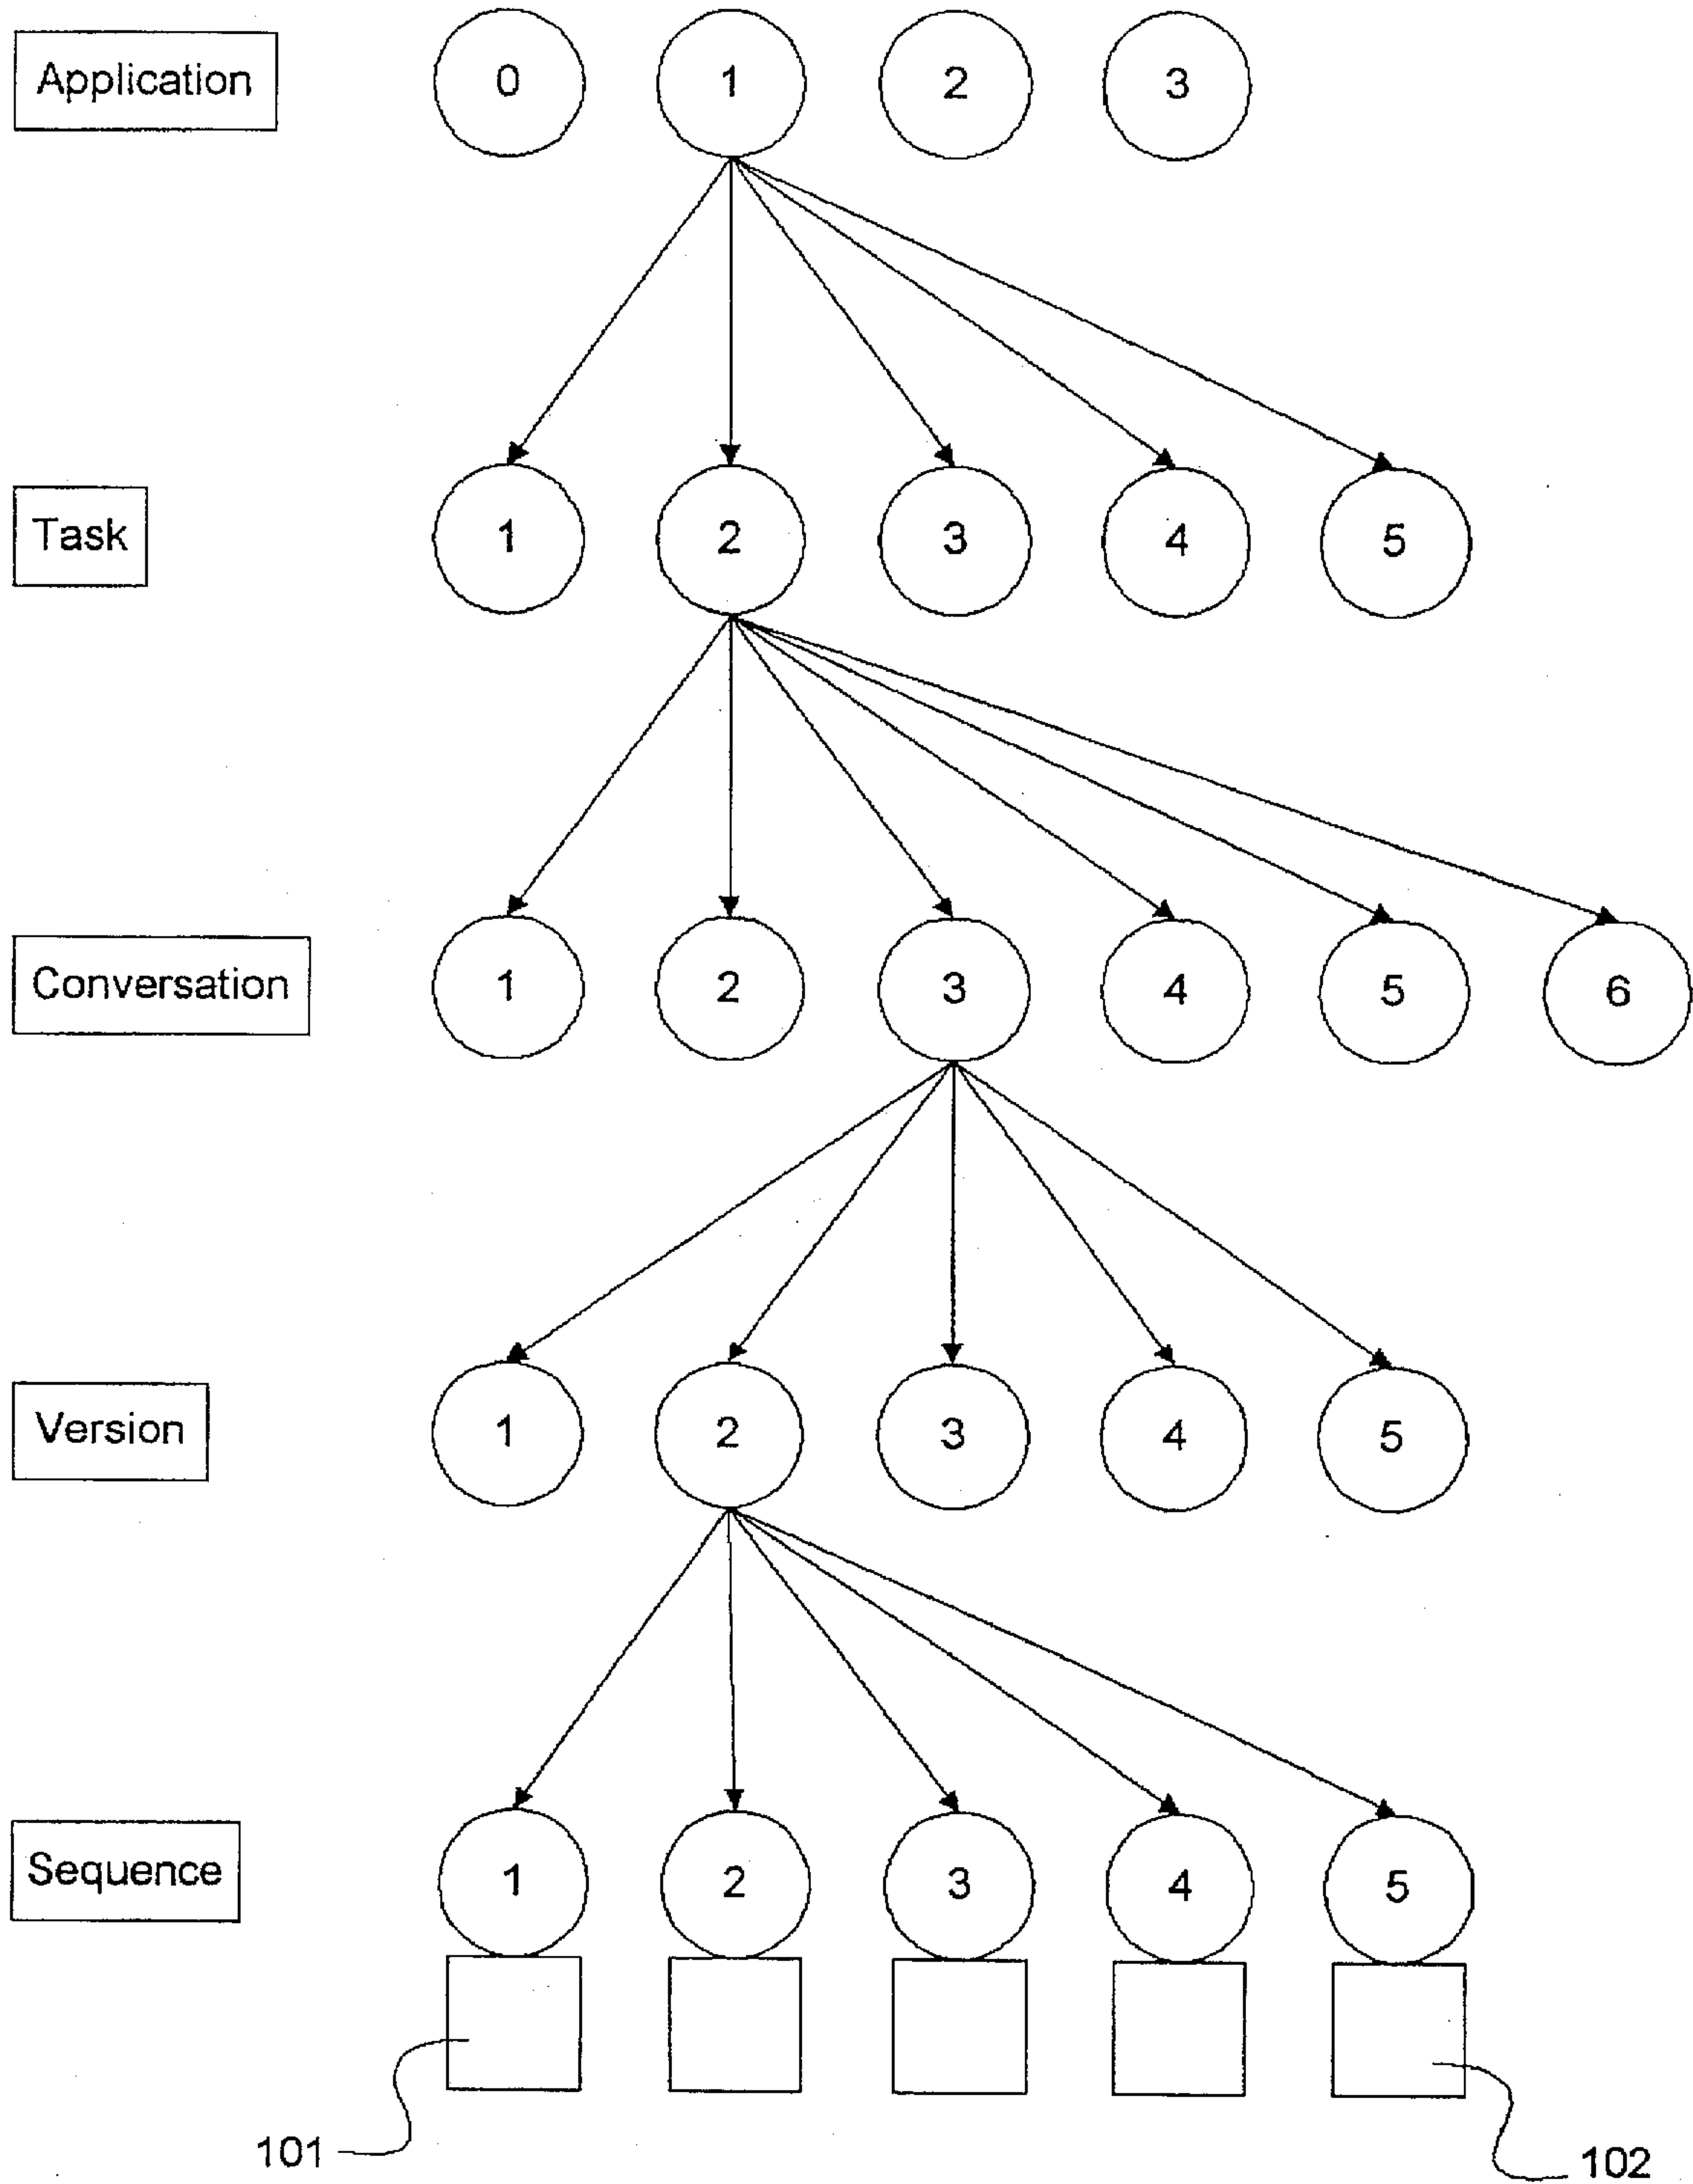 Application 0 1 2 3
Task 1 2 3 4 5
Conversation 1 2 3 4 5 6
Version 1 2 3 4 5
Sequence 1 2 3 4 5
101 102